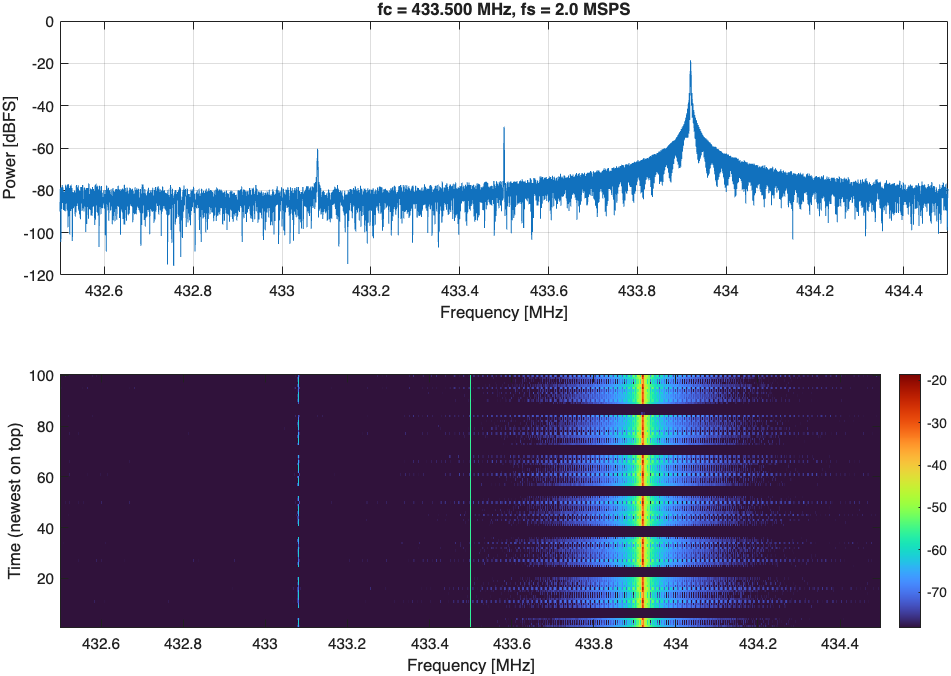 fc = 433.500 MHz, fs = 2.0 MSPS
0
-20
-40
-60
-80
-100
-120
Power [dBFS]
432.6 432.8 433 433.2 433.4 433.6 433.8 434 434.2 434.4
Frequency [MHz]
100
80
60
40
20
Time (newest on top)
432.6 432.8 433 433.2 433.4 433.6 433.8 434 434.2 434.4
Frequency [MHz]
-20
-30
-40
-50
-60
-70